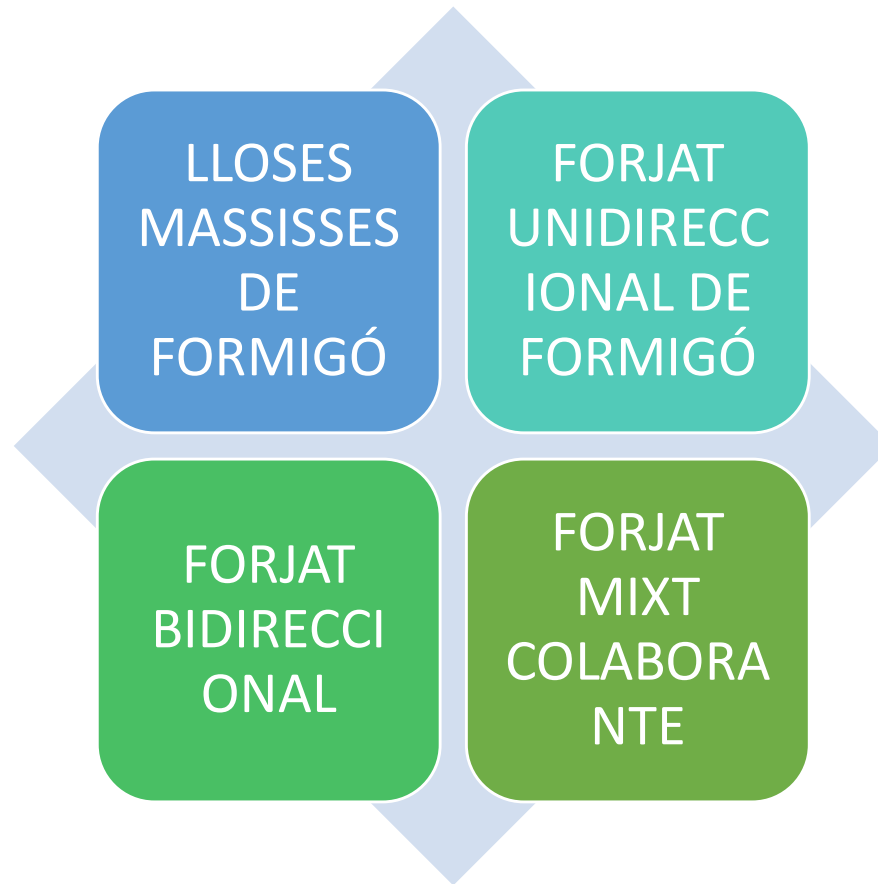 LLOSES
MASSISSES
DE
FORMIGÓ
FORJAT
UNIDIRECC
IONAL DE
FORMIGÓ
FORJAT
BIDIRECCI
ONAL
FORJAT
MIXT
COLABORA
NTE